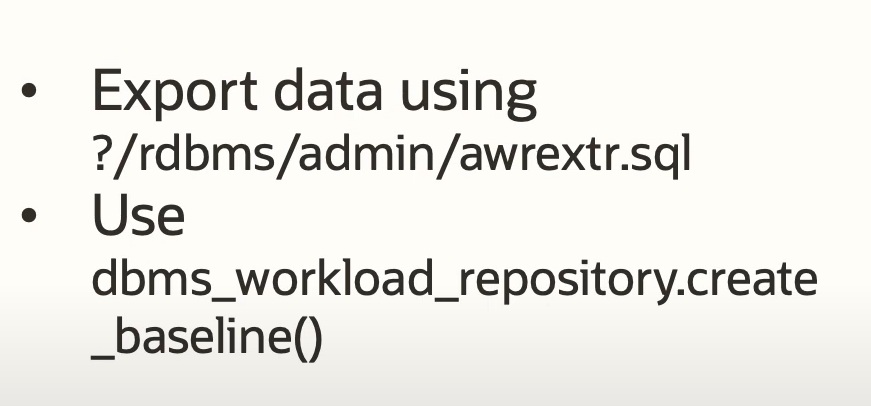 • Export data using
?/rdbms/admin/awrextr.sql
• Use
dbms_workload_repository.create
_baseline()